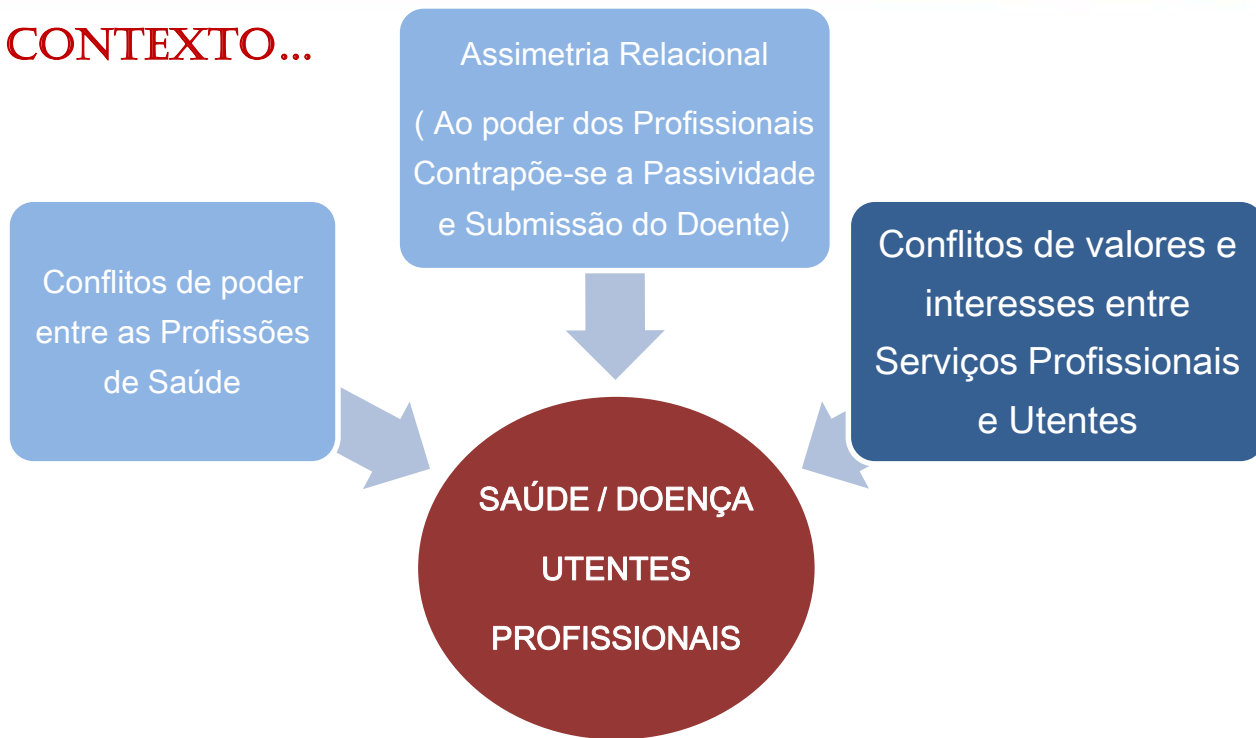 CONTEXTO...
Assimetria Relacional
( Ao poder dos Profissionais
Contrapõe-se a Passividade
e Submissão do Doente)
Conflitos de poder
entre as Profissões
de Saúde
Conflitos de valores e
interesses entre
Serviços Profissionais
e Utentes
SAÚDE / DOENÇA
UTENTES
PROFISSIONAIS